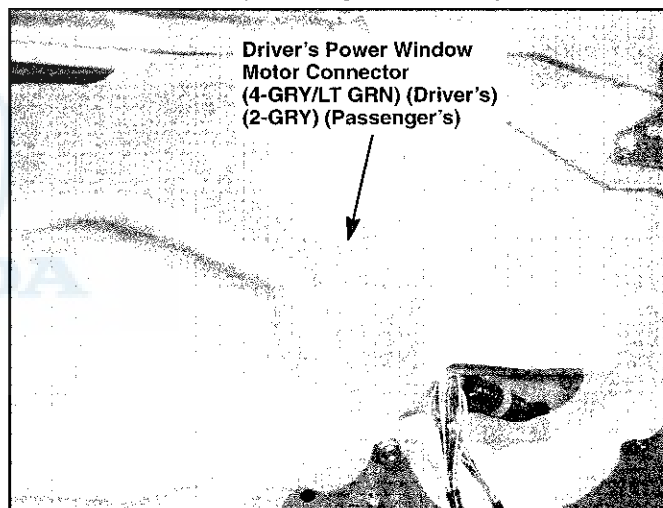 Driver's Power Window
Motor Connector
(4-GRY/LT GRN) (Driver's)
(2-GRY) (Passenger's)